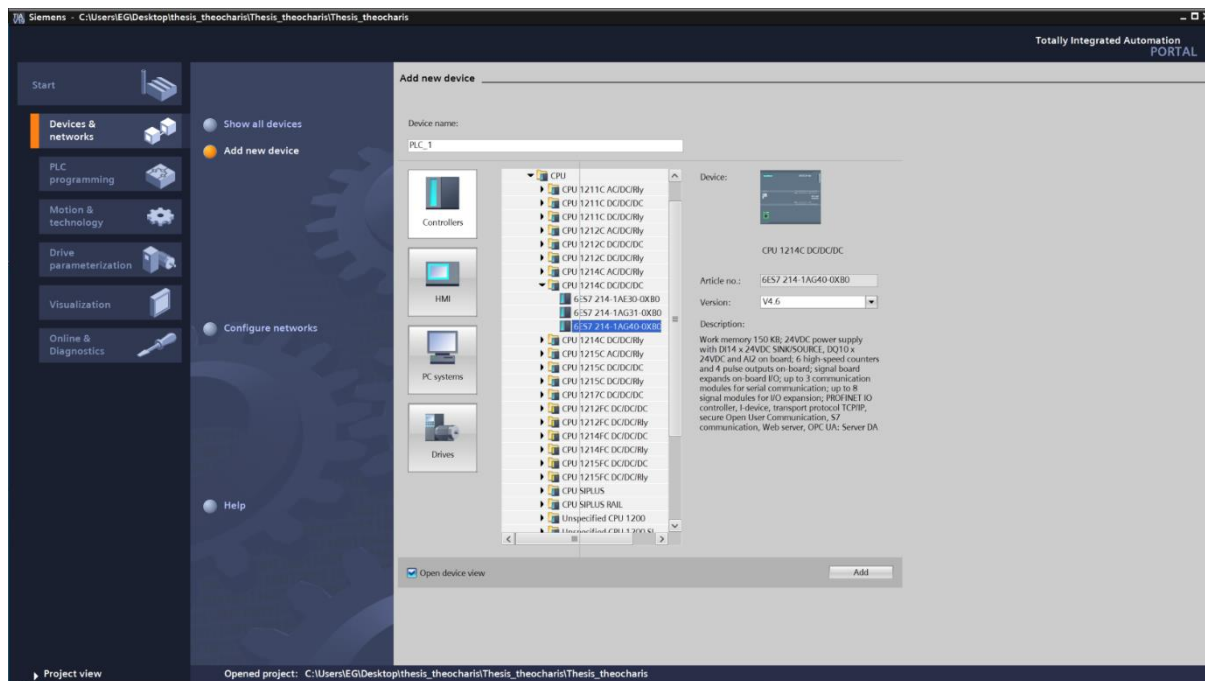 Siemens - C:\Users\EG\Desktop\thesis_theocharis\Thesis_theocharis\Thesis_theocharis
Totally Integrated Automation
PORTAL
Start
Devices &
networks
PLC
programming
Motion &
technology
Drive
parameterization
Visualization
Online &
Diagnostics
Show all devices
Add new device
Configure networks
Help
Add new device
Device name:
PLC_1
Controllers
HMI
PC systems
Drives
CPU
CPU 1211C AC/DC/Rly
CPU 1211C DC/DC/DC
CPU 1211C DC/DC/Rly
CPU 1212C AC/DC/Rly
CPU 1212C DC/DC/DC
CPU 1212C DC/DC/Rly
CPU 1214C AC/DC/Rly
CPU 1214C DC/DC/DC
6ES7 214-1AE30-0XB0
6ES7 214-1AG31-0XB0
6ES7 214-1AG40-0XB0
CPU 1214C DC/DC/Rly
CPU 1215C AC/DC/Rly
CPU 1215C DC/DC/DC
CPU 1215C DC/DC/Rly
CPU 1217C DC/DC/DC
CPU 1212FC DC/DC/DC
CPU 1212FC DC/DC/Rly
CPU 1214FC DC/DC/DC
CPU 1214FC DC/DC/Rly
CPU 1215FC DC/DC/DC
CPU 1215FC DC/DC/Rly
CPU SIPLUS
CPU SIPLUS RAIL
Unspecified CPU 1200
Device:
CPU 1214C DC/DC/DC
Article no.: 6ES7 214-1AG40-0XB0
Version: V4.6
Description:
Work memory 150 KB; 24VDC power supply
with DI14 x 24VDC SINK/SOURCE, DQ10 x
24VDC and AI2 on board; 6 high-speed counters
and 4 pulse outputs on-board; signal board
expands on-board I/O; up to 3 communication
modules for serial communication; up to 8
signal modules for I/O expansion; PROFINET IO
controller, I-device, transport protocol TCP/IP,
secure Open User Communication, S7
communication, Web server, OPC UA: Server DA
Open device view
Add
Project view
Opened project: C:\Users\EG\Desktop\thesis_theocharis\Thesis_theocharis\Thesis_theocharis